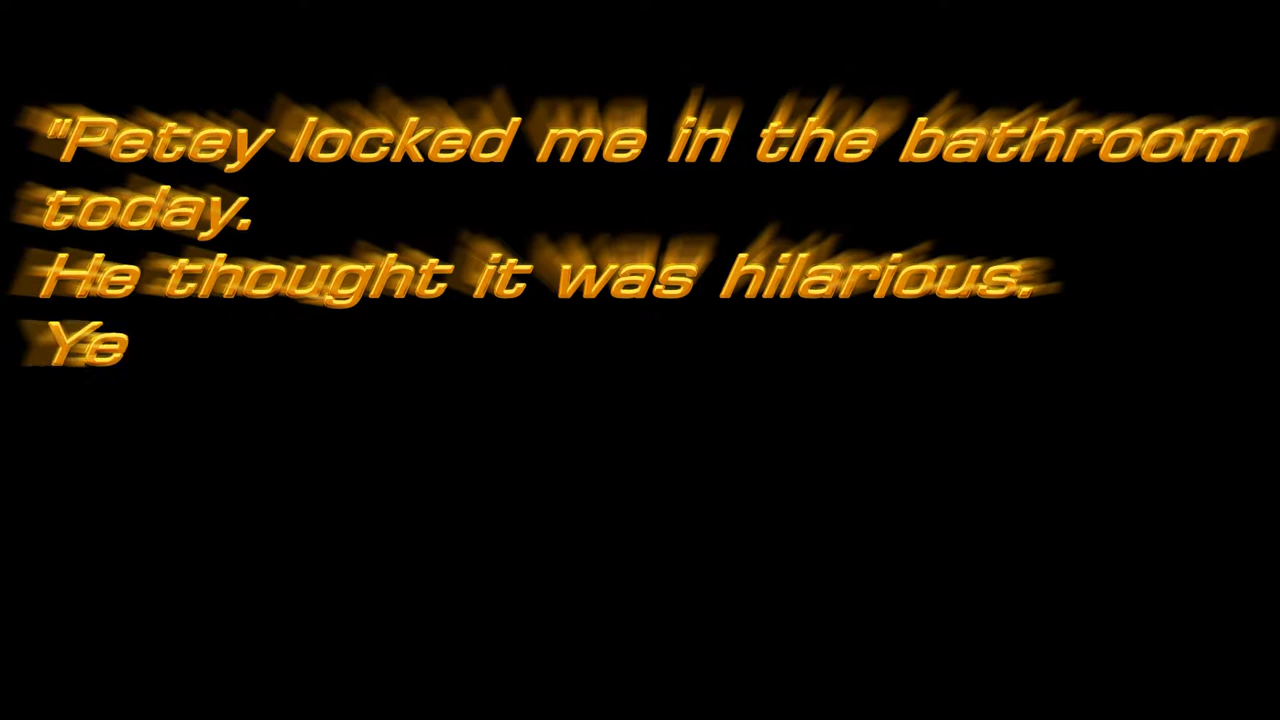 "Petey locked me in the bathroom
today.
He thought it was hilarious.
Ye